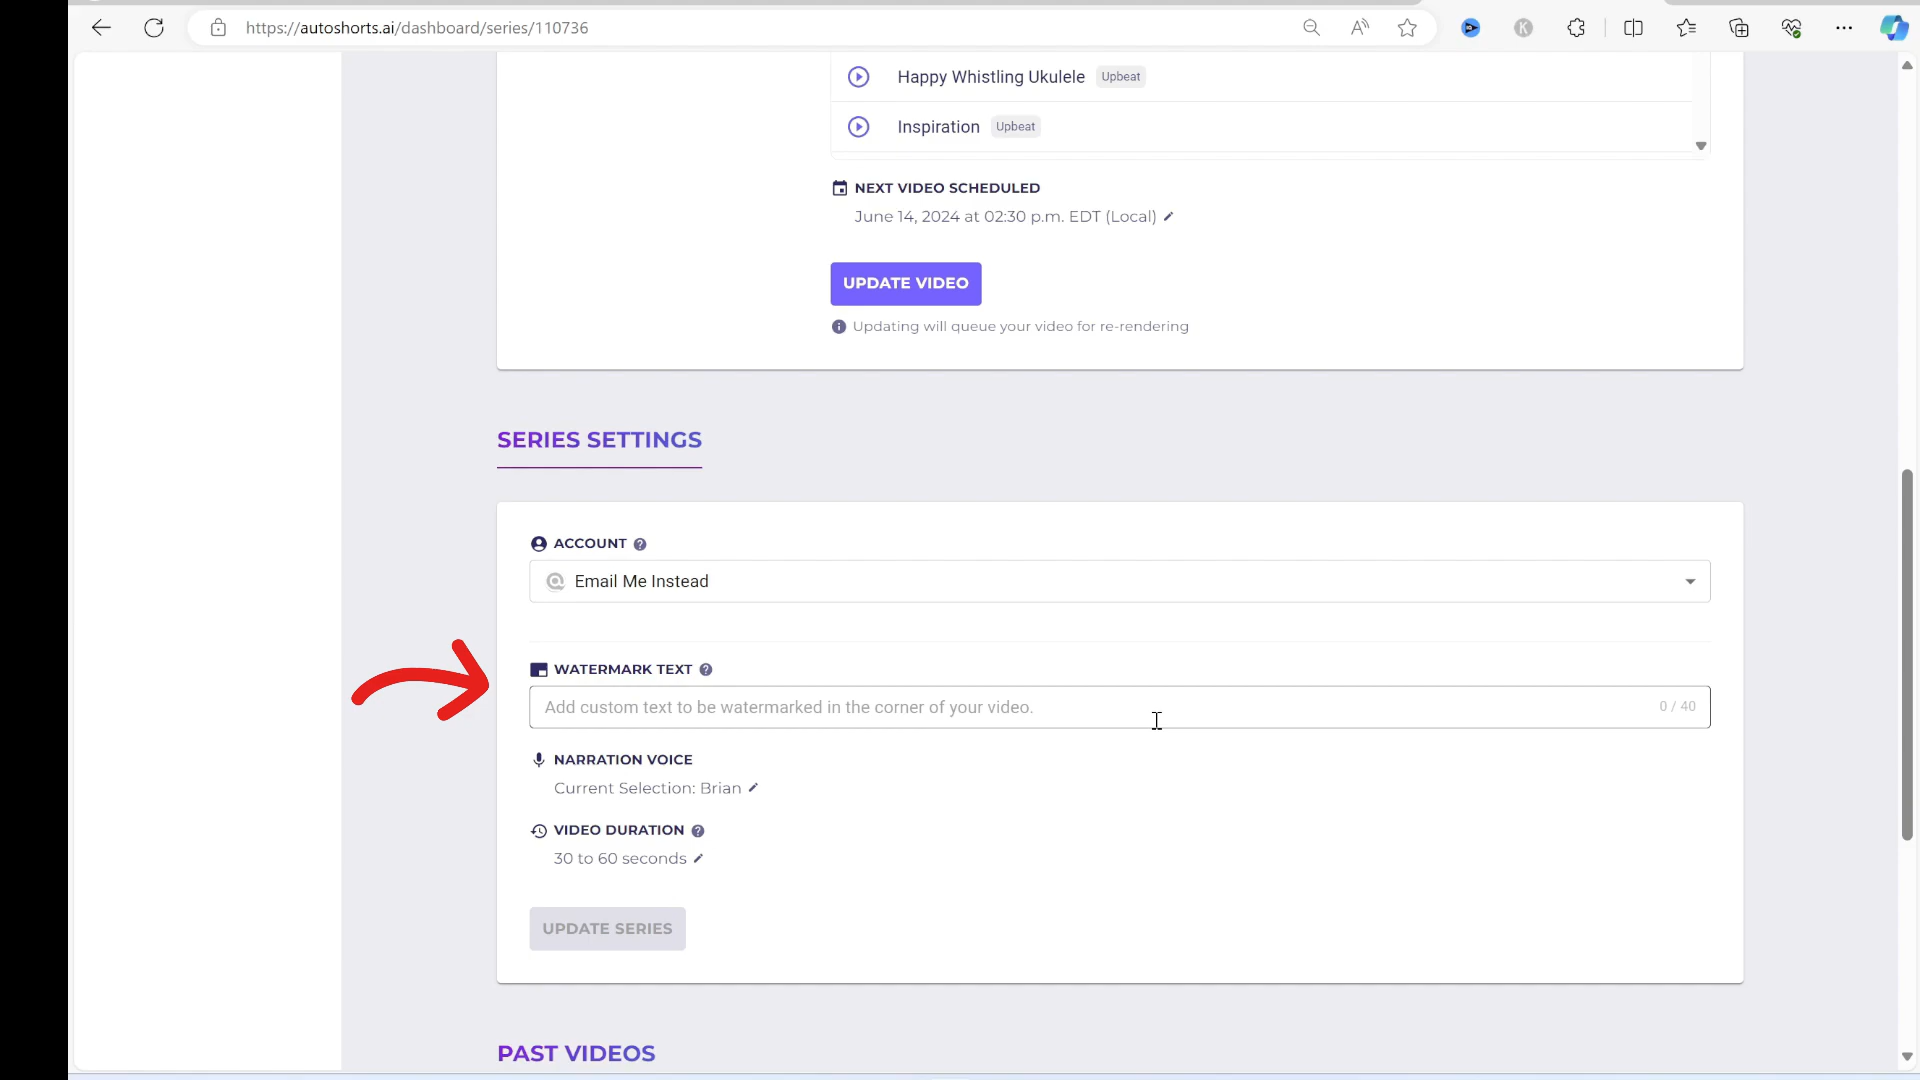 https://autoshorts.ai/dashboard/series/110736
Happy Whistling Ukulele Upbeat
Inspiration Upbeat
NEXT VIDEO SCHEDULED
June 14, 2024 at 02:30 p.m. EDT (Local)
UPDATE VIDEO
Updating will queue your video for re-rendering
SERIES SETTINGS
ACCOUNT
Email Me Instead
WATERMARK TEXT
Add custom text to be watermarked in the corner of your video. 0 / 40
NARRATION VOICE
Current Selection: Brian
VIDEO DURATION
30 to 60 seconds
UPDATE SERIES
PAST VIDEOS